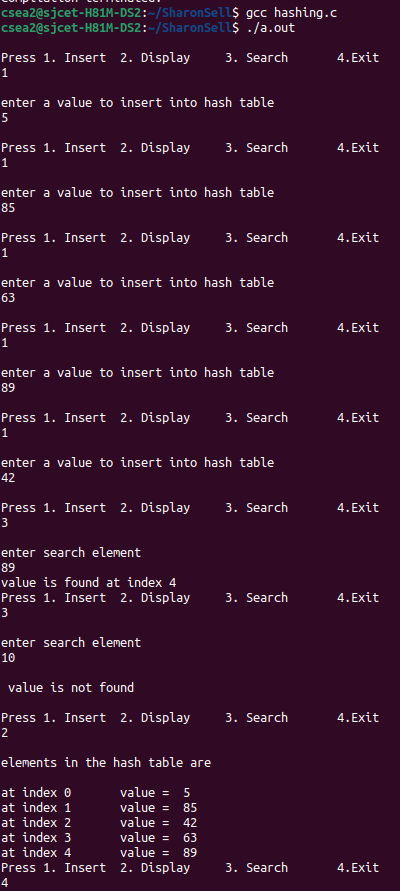 compilation terminated.
csea2@sjcet-H81M-DS2:~/SharonSell$ gcc hashing.c
csea2@sjcet-H81M-DS2:~/SharonSell$ ./a.out
Press 1. Insert  2. Display     3. Search       4.Exit
1
enter a value to insert into hash table
5
Press 1. Insert  2. Display     3. Search       4.Exit
1
enter a value to insert into hash table
85
Press 1. Insert  2. Display     3. Search       4.Exit
1
enter a value to insert into hash table
63
Press 1. Insert  2. Display     3. Search       4.Exit
1
enter a value to insert into hash table
89
Press 1. Insert  2. Display     3. Search       4.Exit
1
enter a value to insert into hash table
42
Press 1. Insert  2. Display     3. Search       4.Exit
3
enter search element
89
value is found at index 4
Press 1. Insert  2. Display     3. Search       4.Exit
3
enter search element
10
 value is not found
Press 1. Insert  2. Display     3. Search       4.Exit
2
elements in the hash table are
at index 0       value =  5
at index 1       value =  85
at index 2       value =  42
at index 3       value =  63
at index 4       value =  89
Press 1. Insert  2. Display     3. Search       4.Exit
4